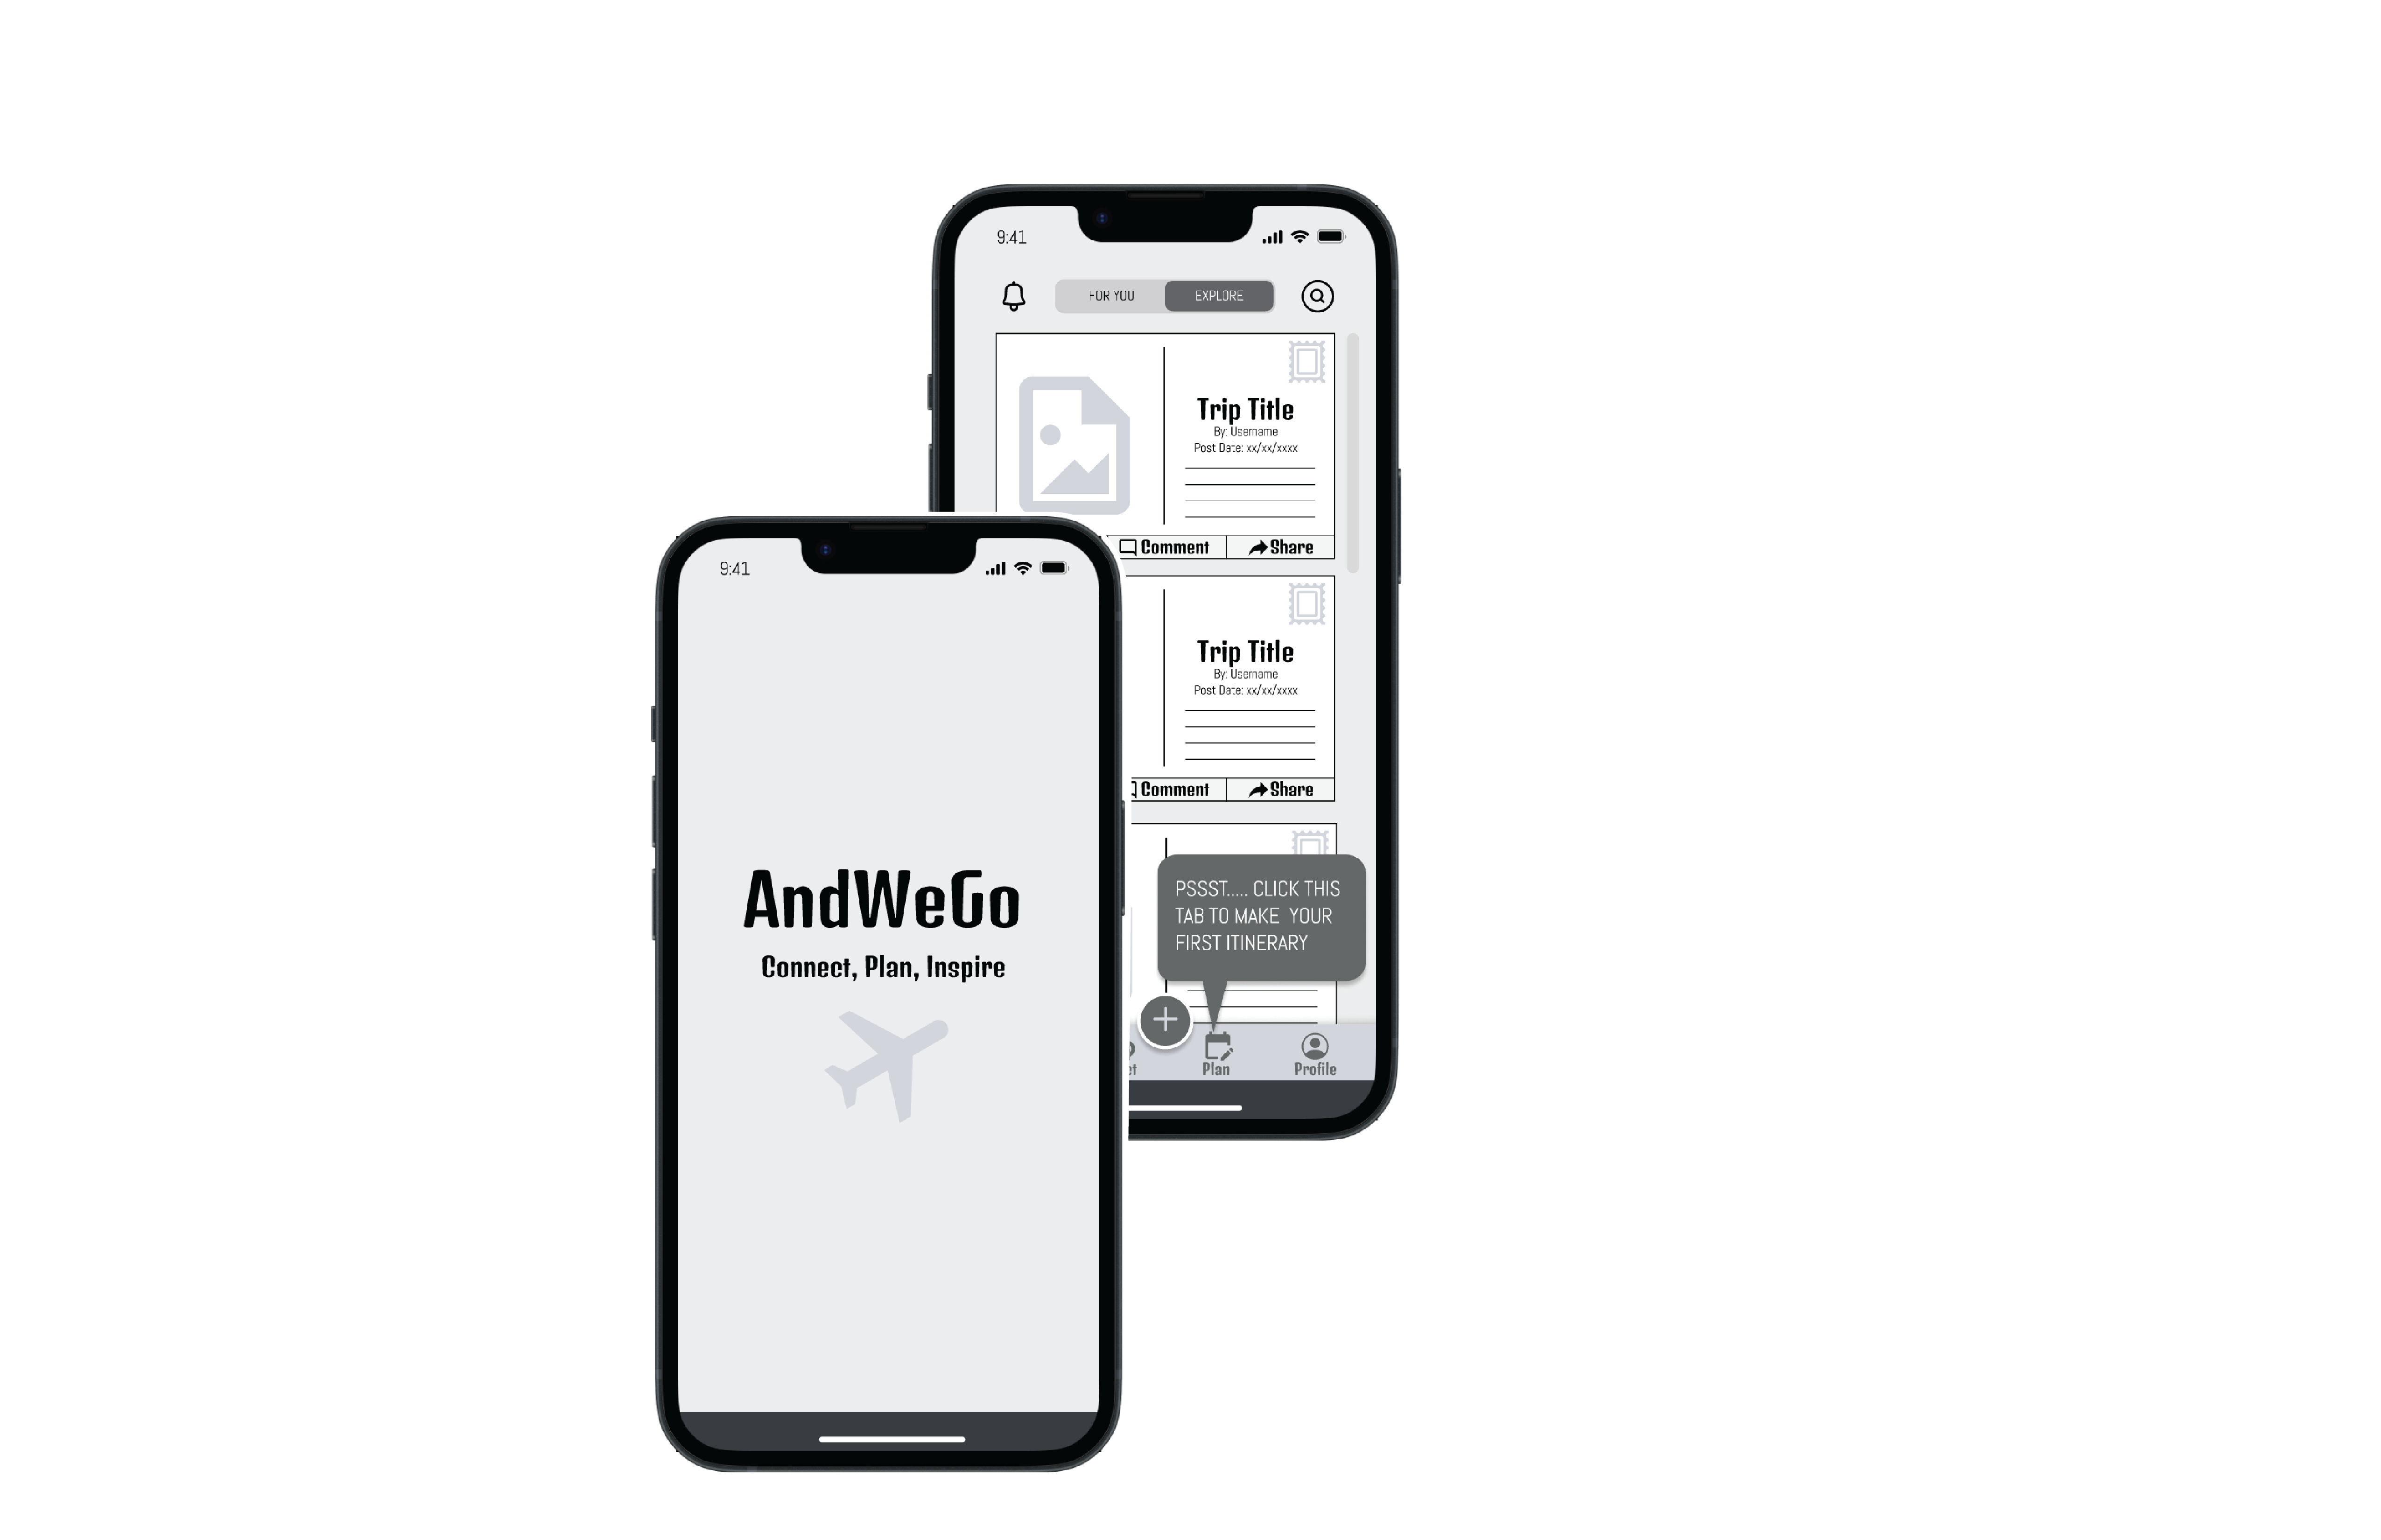 9:41
FOR YOU
EXPLORE
Trip Title
By: Username
Post Date: xx/xx/xxxx
Comment
Share
Trip Title
By: Username
Post Date: xx/xx/xxxx
Comment
Share
PSSST..... CLICK THIS
TAB TO MAKE YOUR
FIRST ITINERARY
Plan
Profile
9:41
AndWeGo
Connect, Plan, Inspire